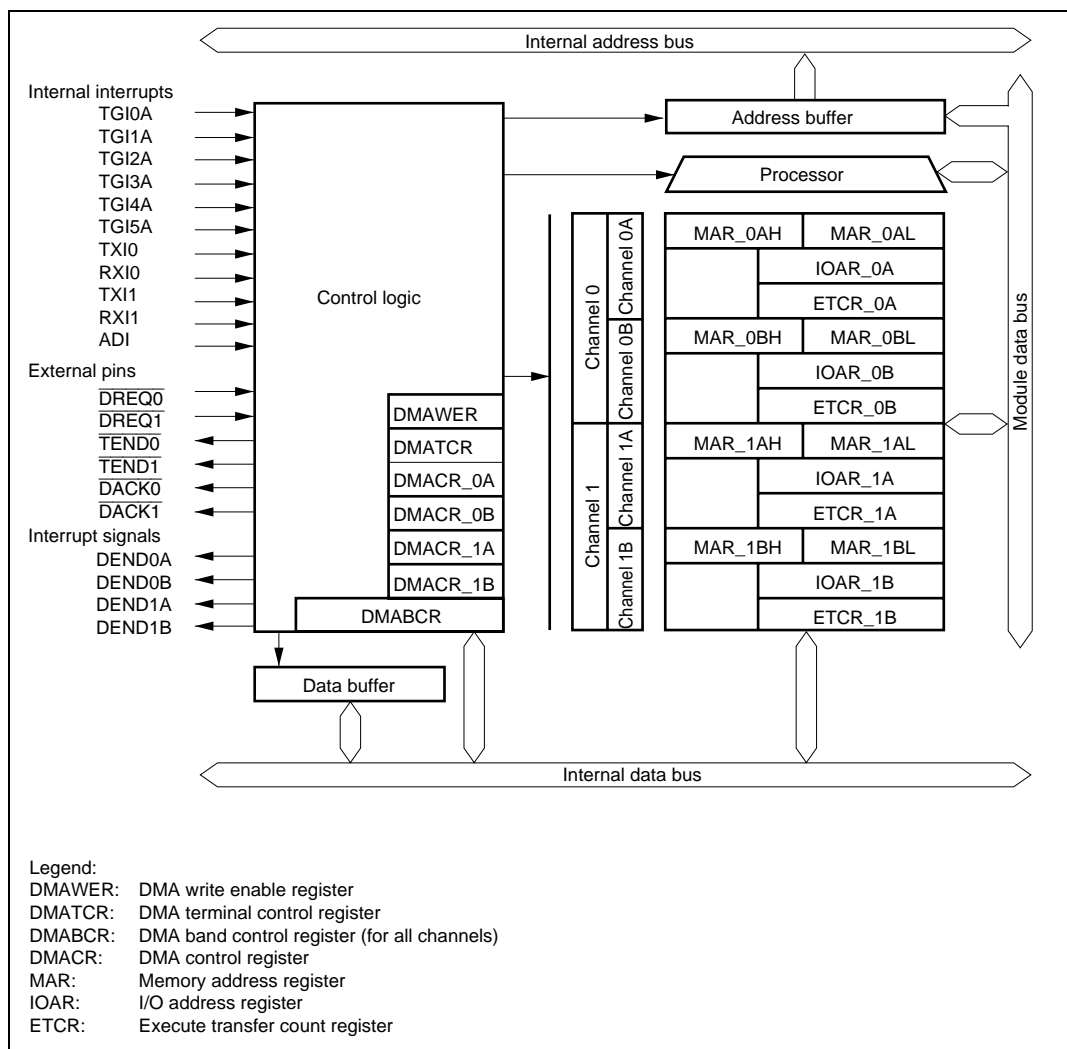 Internal address bus
Internal interrupts
TGI0A
TGI1A
TGI2A
TGI3A
TGI4A
TGI5A
TXI0
RXI0
TXI1
RXI1
ADI
External pins
DREQ0
DREQ1
TEND0
TEND1
DACK0
DACK1
Interrupt signals
DEND0A
DEND0B
DEND1A
DEND1B
Control logic
DMAWER
DMATCR
DMACR_0A
DMACR_0B
DMACR_1A
DMACR_1B
DMABCR
Data buffer
Address buffer
Processor
Channel 0
Channel 0A
Channel 0B
Channel 1
Channel 1A
Channel 1B
MAR_0AH MAR_0AL
IOAR_0A
ETCR_0A
MAR_0BH MAR_0BL
IOAR_0B
ETCR_0B
MAR_1AH MAR_1AL
IOAR_1A
ETCR_1A
MAR_1BH MAR_1BL
IOAR_1B
ETCR_1B
Module data bus
Internal data bus
Legend:
DMAWER: DMA write enable register
DMATCR: DMA terminal control register
DMABCR: DMA band control register (for all channels)
DMACR: DMA control register
MAR: Memory address register
IOAR: I/O address register
ETCR: Execute transfer count register